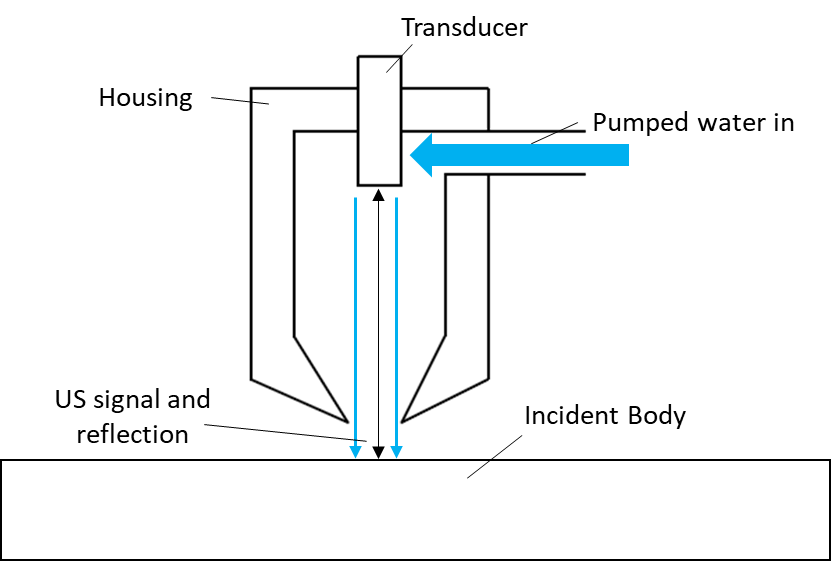 Transducer
Housing
Pumped water in
US signal and
reflection
Incident Body